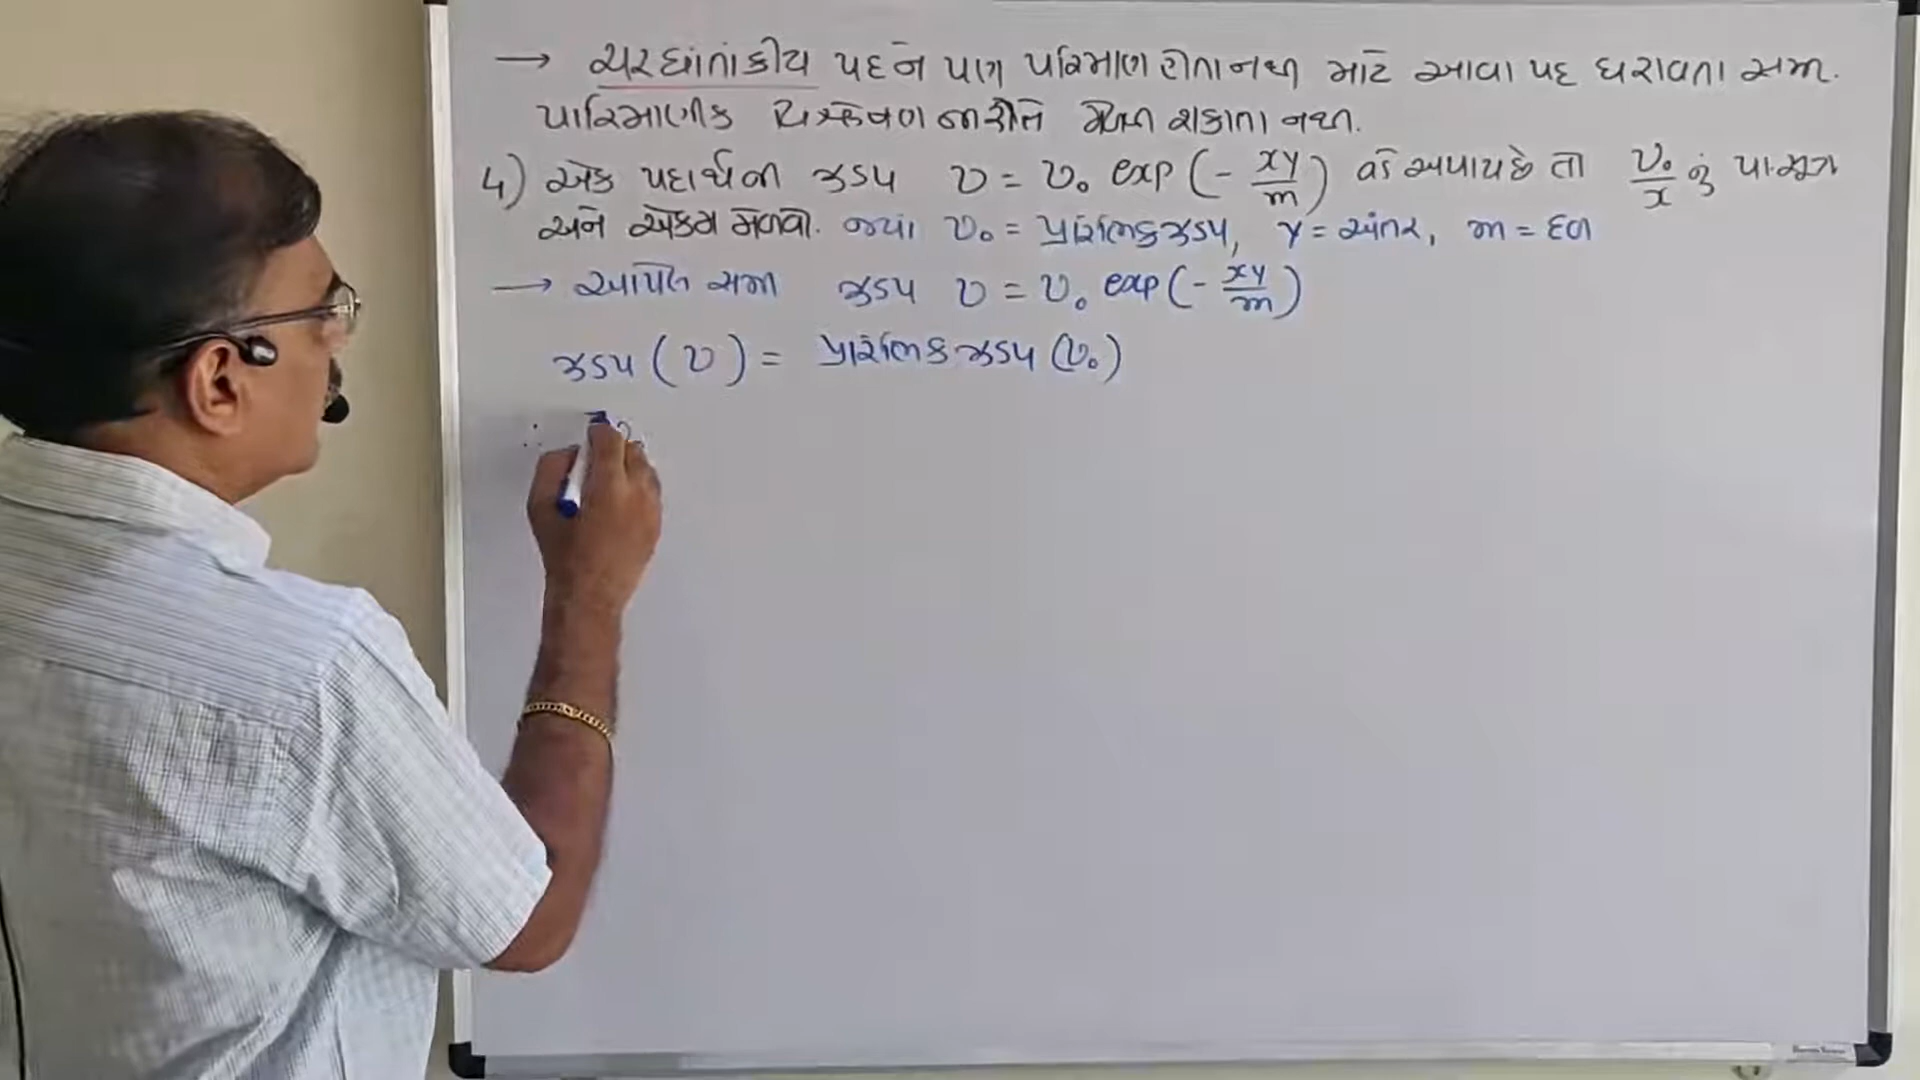 → ચરઘાંતાંકીય પદને પણ પરિમાણ હોતા નથી માટે આવા પદ ધરાવતા સમી.
પારિમાણીક વિશ્લેષણની રીતે મેળવી શકાતા નથી.
4) એક પદાર્થની ઝડપ v = v₀ exp(- xy/m) વડે અપાય છે તો v₀/x નું પા.સૂત્ર
અને એકમ મેળવો. જ્યાં v₀ = પ્રારંભિક ઝડપ, y = અંતર, m = દળ
→ આપેલ સમી ઝડપ v = v₀ exp(- xy/m)
ઝડપ (v) = પ્રારંભિક ઝડપ (v₀)
∴